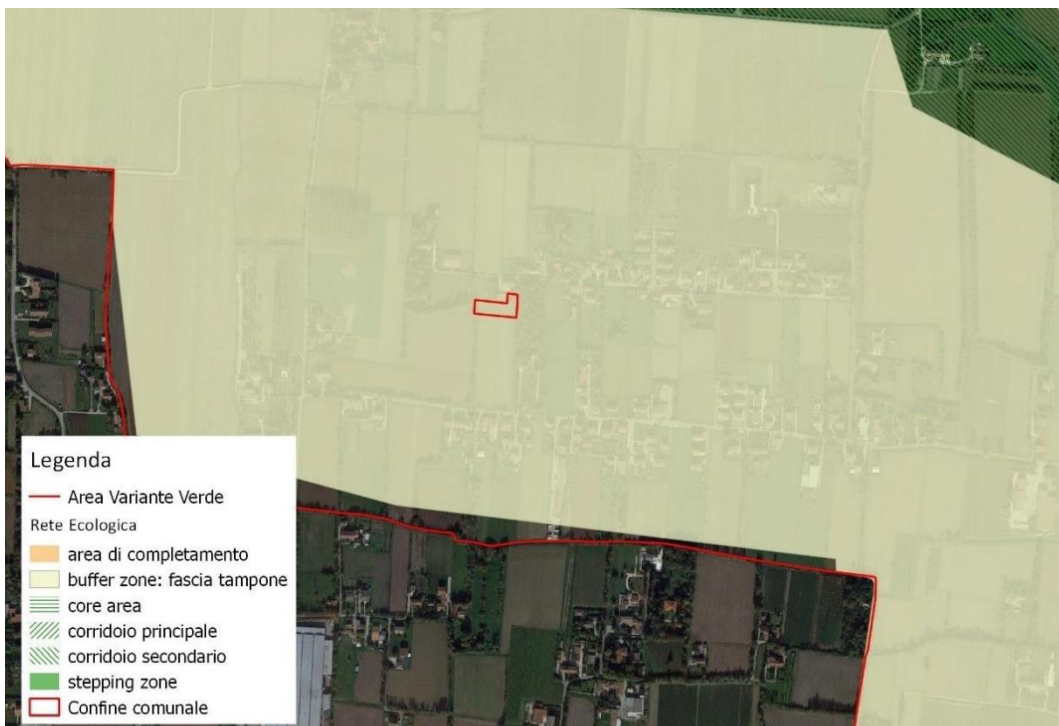 Legenda
Area Variante Verde
Rete Ecologica
area di completamento
buffer zone: fascia tampone
core area
corridoio principale
corridoio secondario
stepping zone
Confine comunale